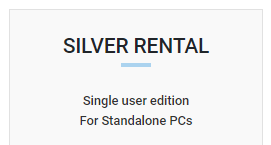 SILVER RENTAL
Single user edition
For Standalone PCs